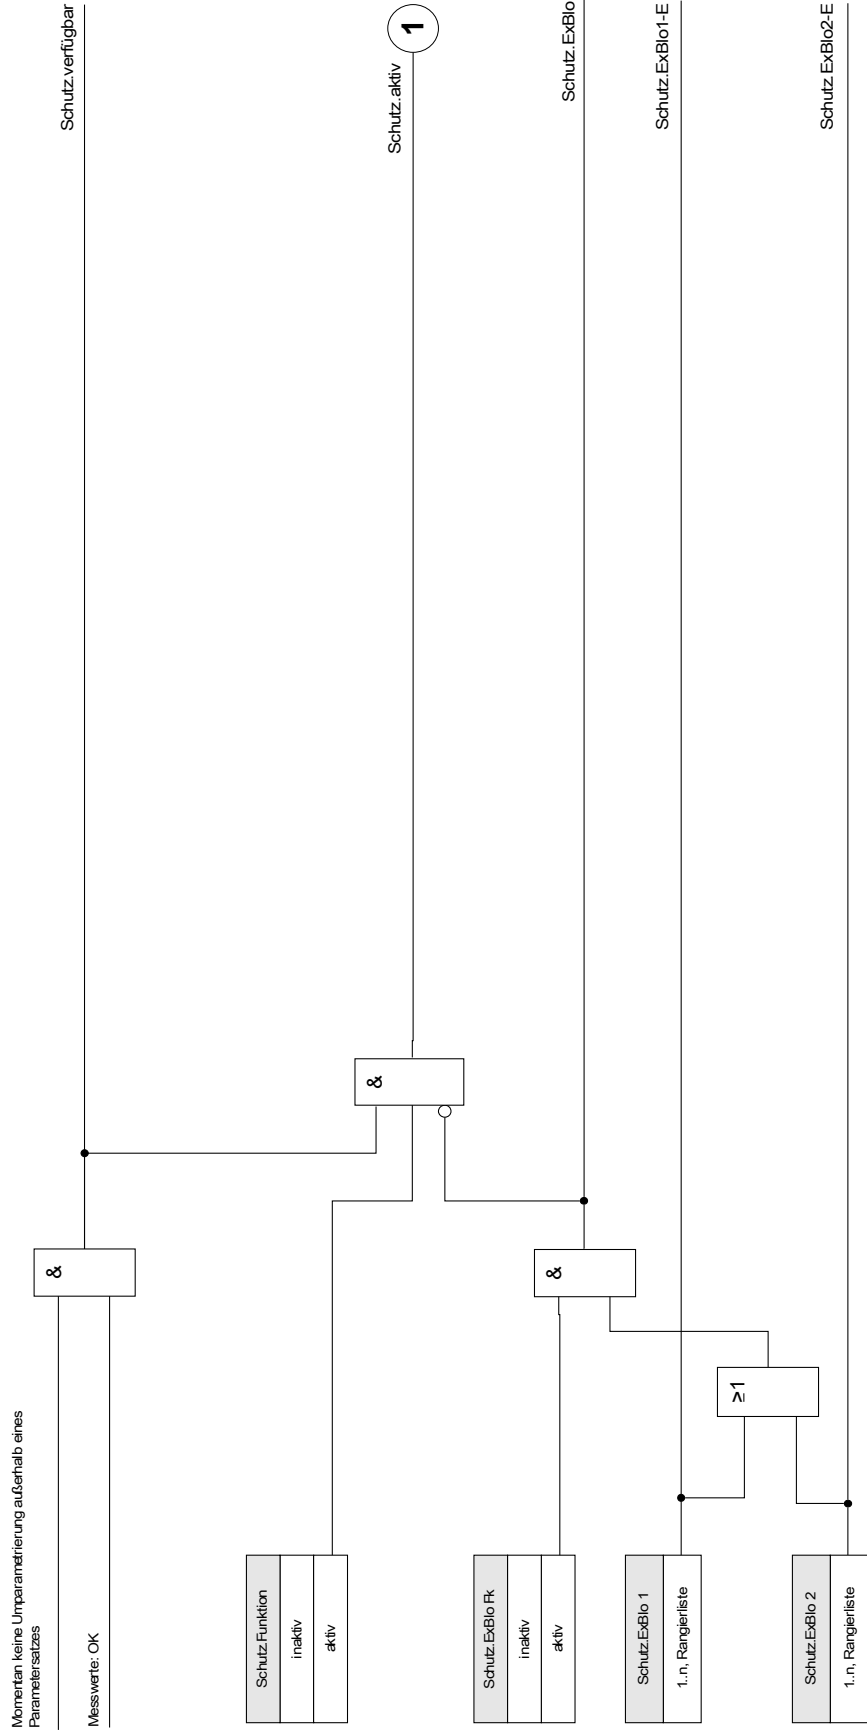 Momentan keine Umparametrierung außerhalb eines
Parametersatzes
Messwerte: OK
&
Schutz.verfügbar
Schutz.Funktion
inaktiv
aktiv
&
Schutz.aktiv
1
Schutz.ExBlo Fk
inaktiv
aktiv
&
Schutz.ExBlo
Schutz.ExBlo 1
1..n, Rangierliste
≥1
Schutz.ExBlo1-E
Schutz.ExBlo 2
1..n, Rangierliste
Schutz.ExBlo2-E